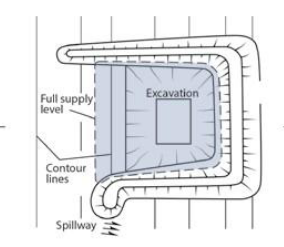 Excavation
Full supply
level
Contour
lines
Spillway